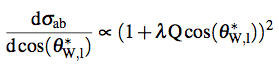 dσ_ab / dcos(θ*_W,l) ∝ (1 + λQcos(θ*_W,l))²